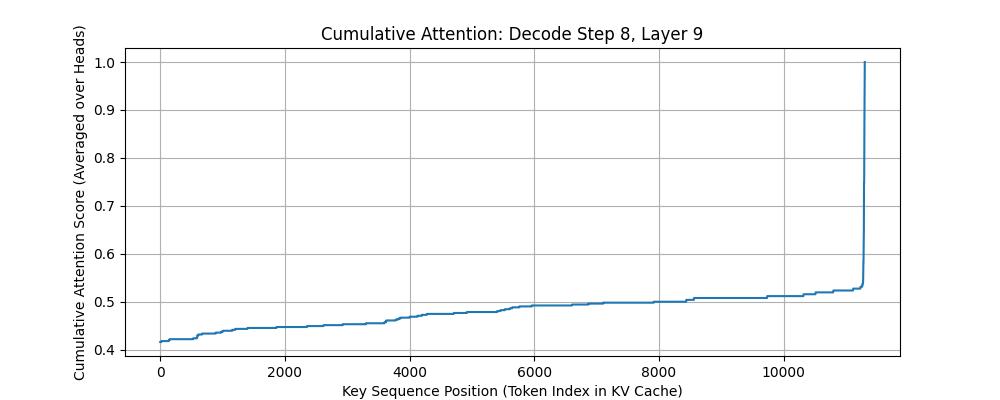 Cumulative Attention: Decode Step 8, Layer 9
Cumulative Attention Score (Averaged over Heads)
1.0
0.9
0.8
0.7
0.6
0.5
0.4
0 2000 4000 6000 8000 10000
Key Sequence Position (Token Index in KV Cache)